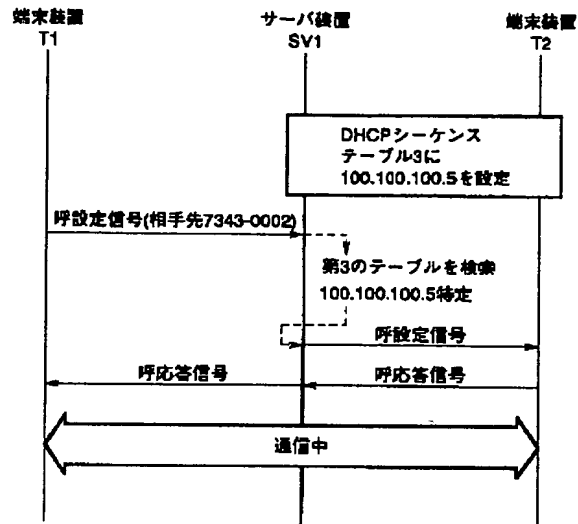 端末装置
T1
サーバ装置
SV1
端末装置
T2
DHCPシーケンス
テーブル3に
100.100.100.5を設定
呼設定信号(相手先7343-0002)
第3のテーブルを検索
100.100.100.5特定
呼設定信号
呼応答信号
呼応答信号
通信中